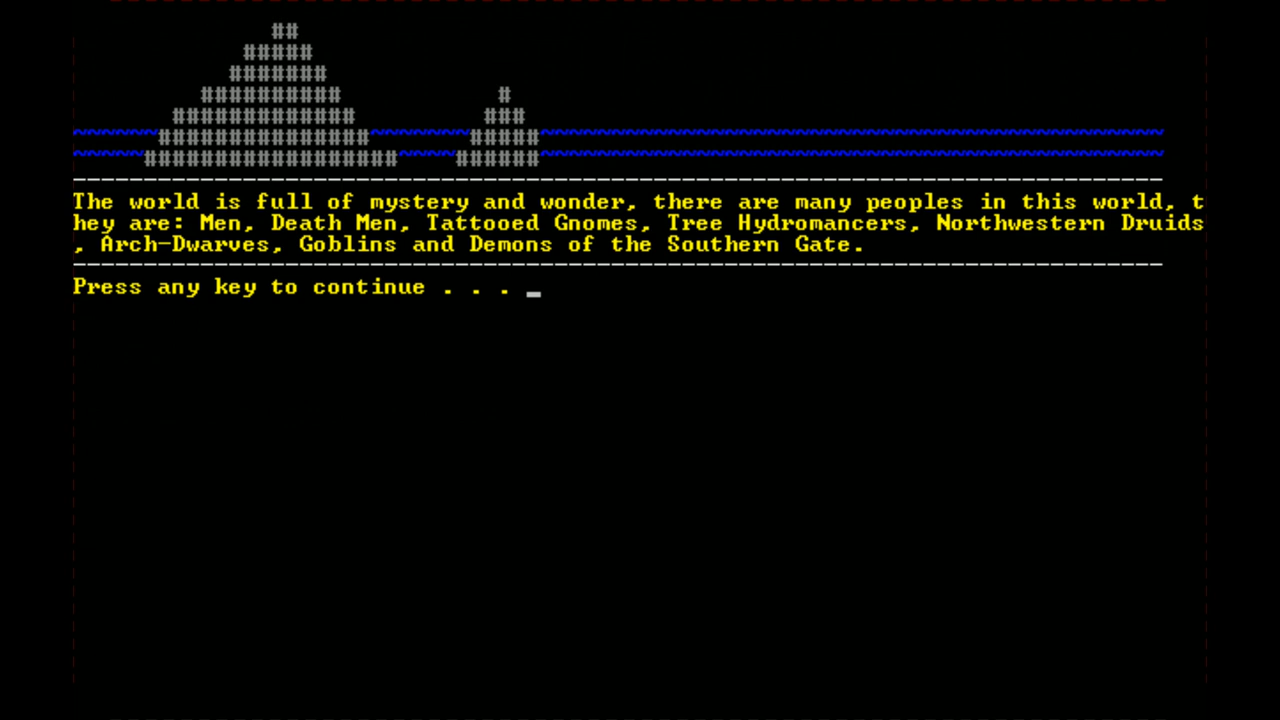 The world is full of mystery and wonder, there are many peoples in this world, t
hey are: Men, Death Men, Tattooed Gnomes, Tree Hydromancers, Northwestern Druids
, Arch-Dwarves, Goblins and Demons of the Southern Gate.
Press any key to continue . . . _